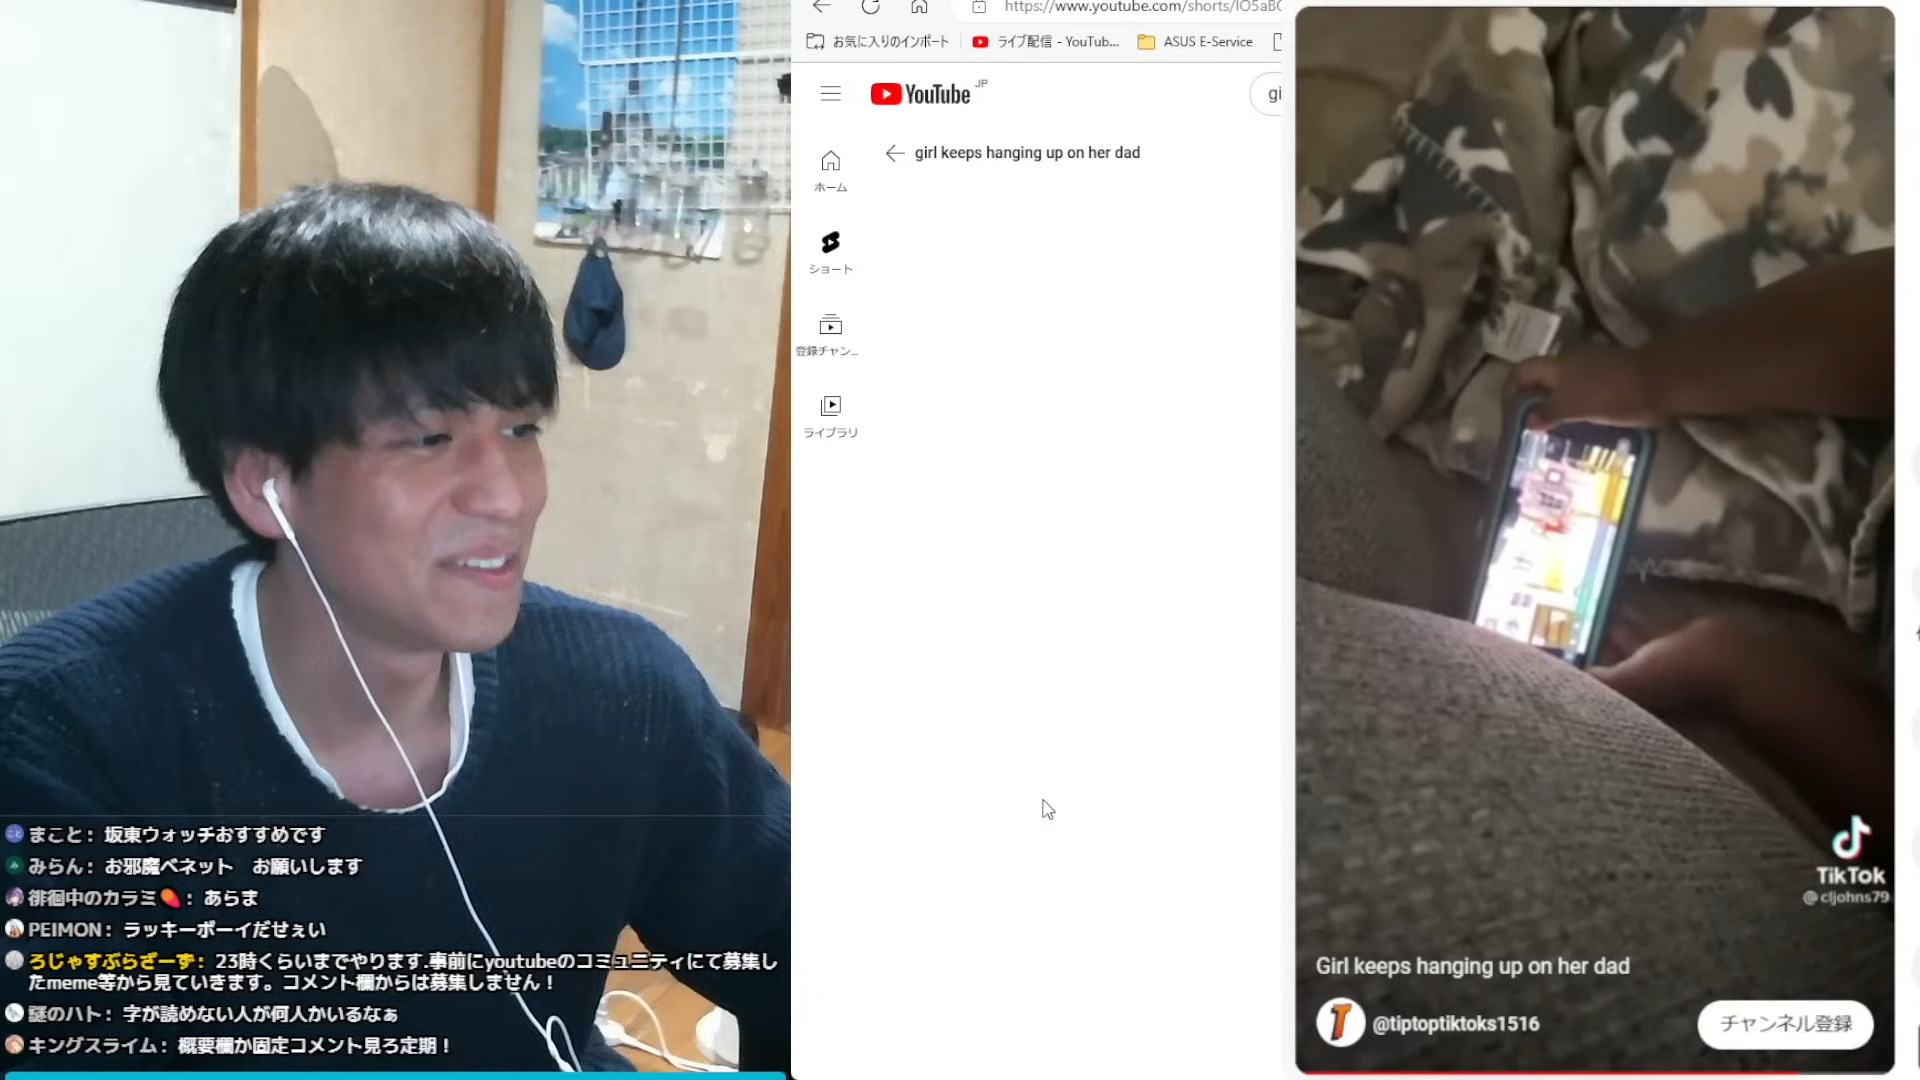 https://www.youtube.com/shorts/IO5aB
お気に入りのインポート
ライブ配信 - YouTub...
ASUS E-Service
YouTube JP
gi
girl keeps hanging up on her dad
ホーム
ショート
登録チャン...
ライブラリ
まこと: 坂東ウォッチおすすめです
みらん: お邪魔ベネット　お願いします
徘徊中のカラミ💊: あらま
PEIMON: ラッキーボーイだせぇい
ろじゃすぶらざーず: 23時くらいまでやります.事前にyoutubeのコミュニティにて募集し
たmeme等から見ていきます。コメント欄からは募集しません！
謎のハト: 字が読めない人が何人かいるなぁ
キングスライム: 概要欄か固定コメント見ろ定期！
TikTok
@cljohns79
Girl keeps hanging up on her dad
@tiptoptiktoks1516
チャンネル登録